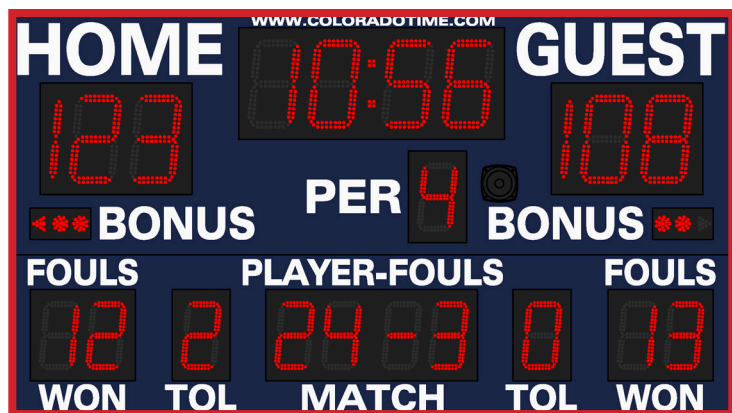 WWW.COLORADOTIME.COM
HOME 10:56 GUEST
123 108
PER 4
BONUS BONUS
FOULS PLAYER-FOULS FOULS
12 2 24-3 0 13
WON TOL MATCH TOL WON